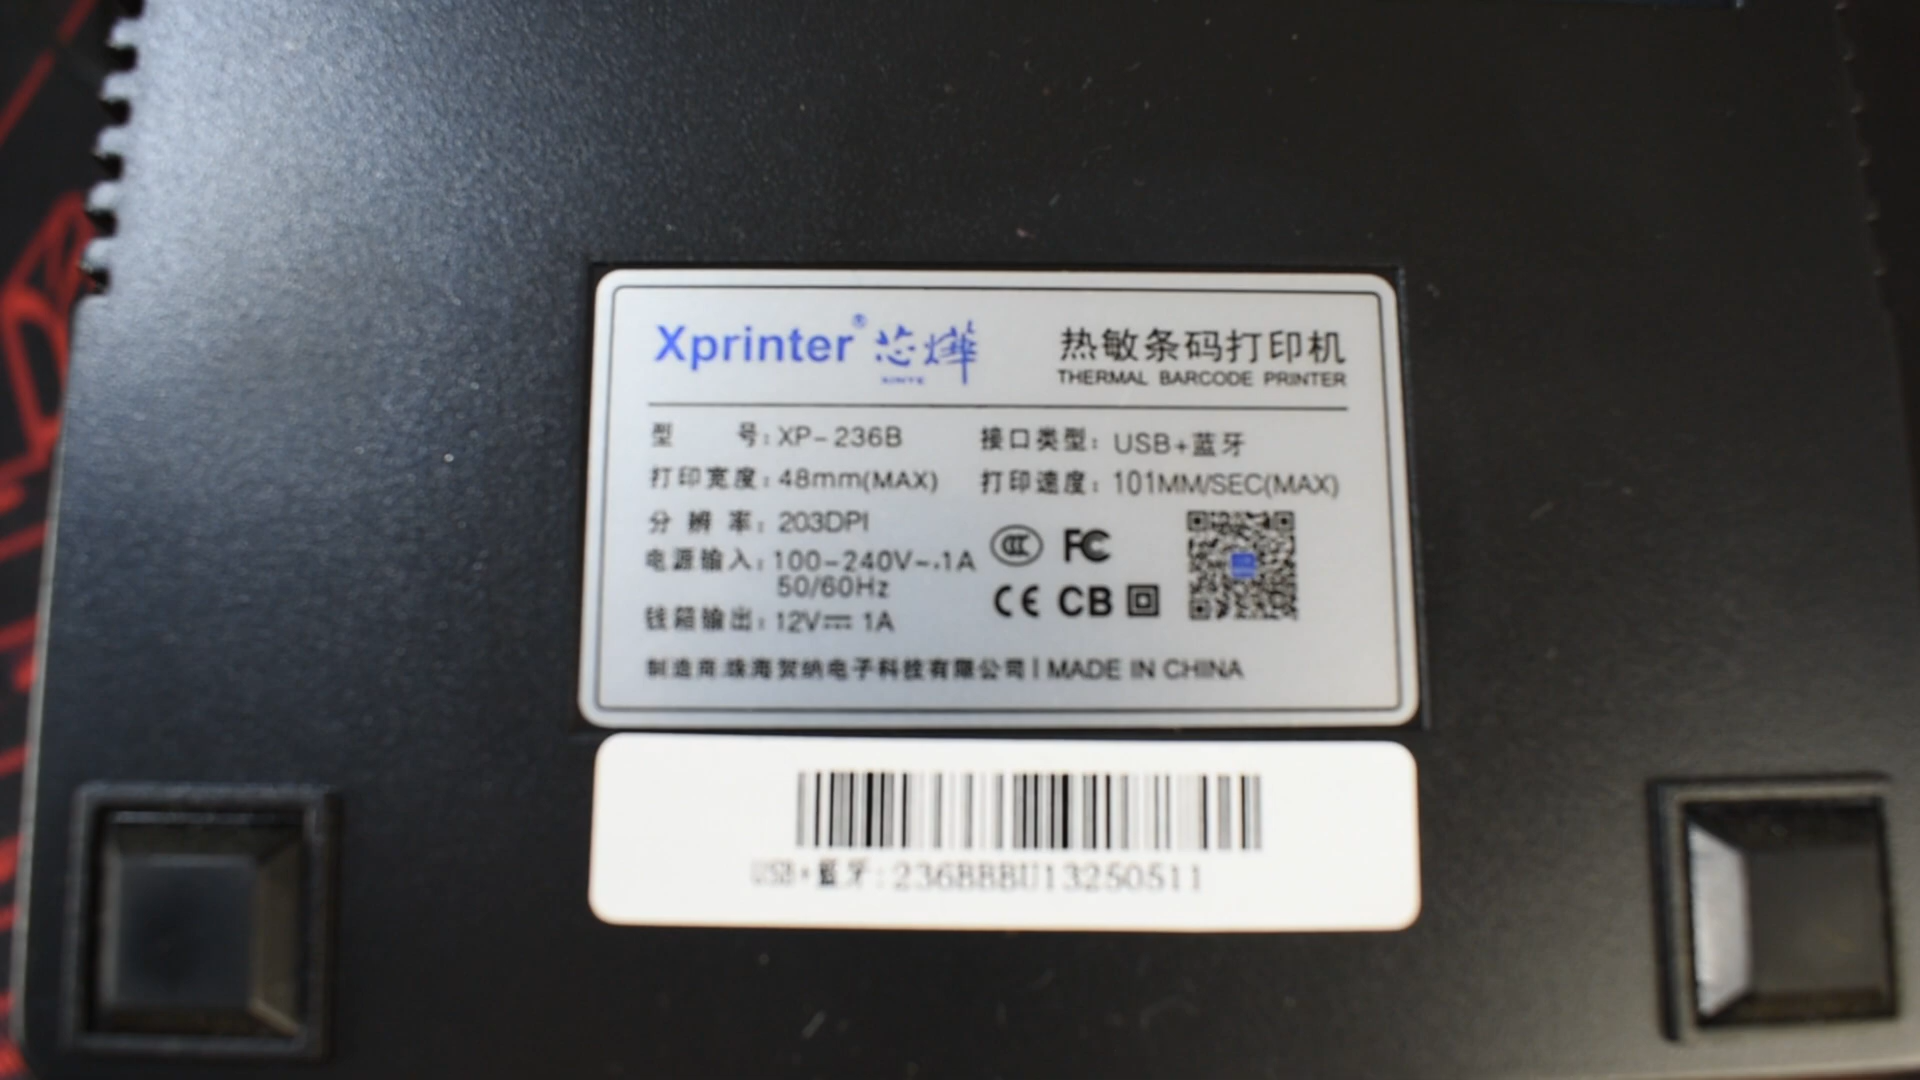 Xprinter® 芯烨 热敏条码打印机
XINYE THERMAL BARCODE PRINTER
型 号: XP-236B 接口类型: USB+蓝牙
打印宽度: 48mm(MAX) 打印速度: 101MM/SEC(MAX)
分 辨 率: 203DPI
电源输入: 100-240V~.1A
50/60Hz
钱箱输出: 12V⎓ 1A
CCC FC
CE CB
制造商:珠海贺纳电子科技有限公司 | MADE IN CHINA
USB+蓝牙:236BBBU13250511